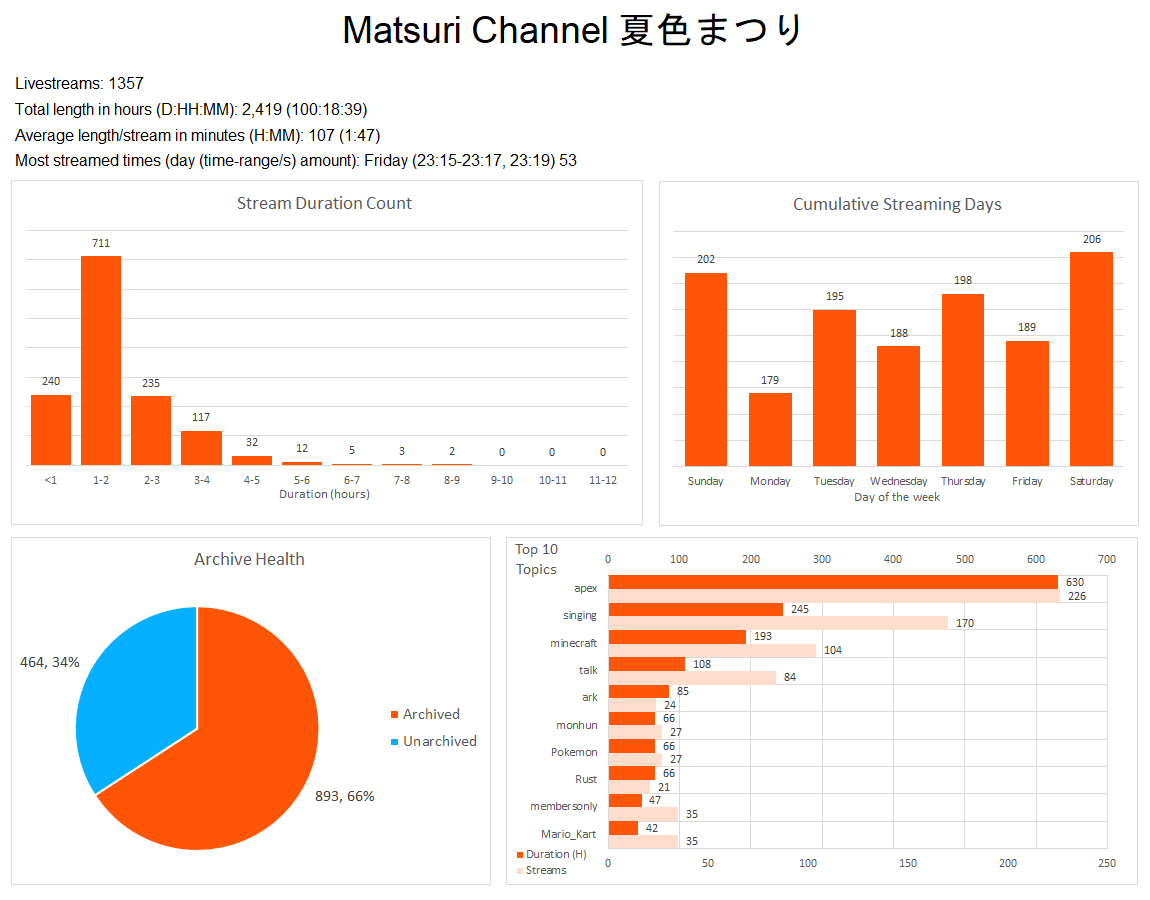 Matsuri Channel 夏色まつり
Livestreams: 1357
Total length in hours (D:HH:MM): 2,419 (100:18:39)
Average length/stream in minutes (H:MM): 107 (1:47)
Most streamed times (day (time-range/s) amount): Friday (23:15-23:17, 23:19) 53
Stream Duration Count
240 711 235 117 32 12 5 3 2 0 0 0
<1 1-2 2-3 3-4 4-5 5-6 6-7 7-8 8-9 9-10 10-11 11-12
Duration (hours)
Cumulative Streaming Days
202 179 195 188 198 189 206
Sunday Monday Tuesday Wednesday Thursday Friday Saturday
Day of the week
Archive Health
464, 34%
893, 66%
Archived
Unarchived
Top 10
Topics
0 100 200 300 400 500 600 700
apex 630 226
singing 245 170
minecraft 193 104
talk 108 84
ark 85 24
monhun 66 27
Pokemon 66 27
Rust 66 21
membersonly 47 35
Mario_Kart 42 35
Duration (H)
Streams
0 50 100 150 200 250